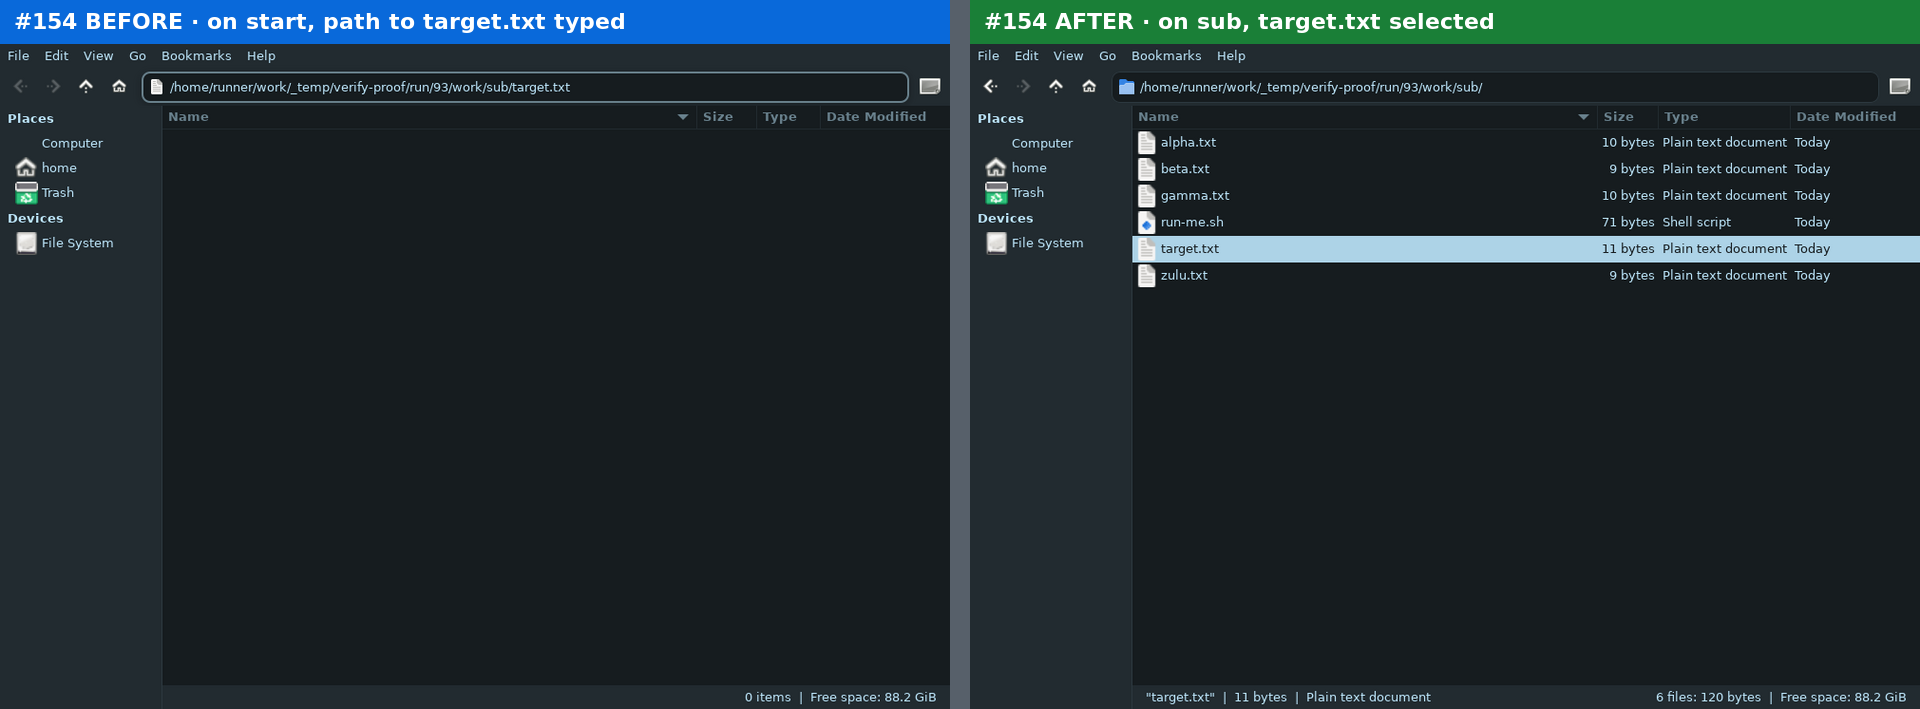 #154 BEFORE · on start, path to target.txt typed
File Edit View Go Bookmarks Help
/home/runner/work/_temp/verify-proof/run/93/work/sub/target.txt
Places
Computer
home
Trash
Devices
File System
Name Size Type Date Modified
0 items | Free space: 88.2 GiB
#154 AFTER · on sub, target.txt selected
File Edit View Go Bookmarks Help
/home/runner/work/_temp/verify-proof/run/93/work/sub/
Places
Computer
home
Trash
Devices
File System
Name Size Type Date Modified
alpha.txt 10 bytes Plain text document Today
beta.txt 9 bytes Plain text document Today
gamma.txt 10 bytes Plain text document Today
run-me.sh 71 bytes Shell script Today
target.txt 11 bytes Plain text document Today
zulu.txt 9 bytes Plain text document Today
"target.txt" | 11 bytes | Plain text document 6 files: 120 bytes | Free space: 88.2 GiB